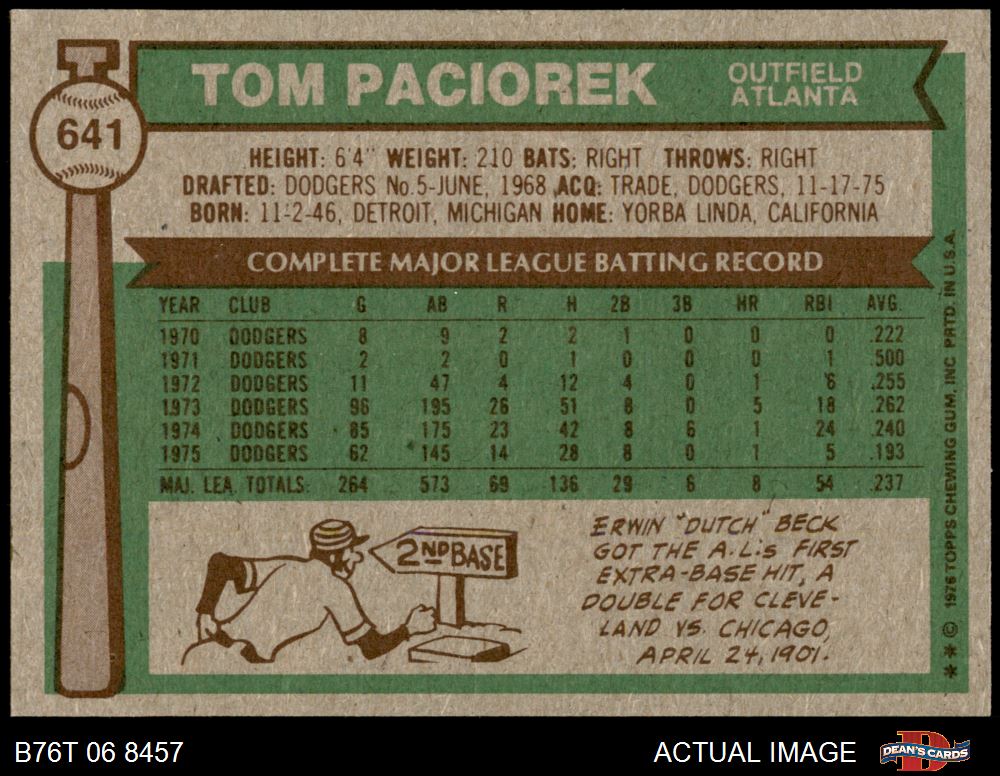 641
TOM PACIOREK
OUTFIELD
ATLANTA
HEIGHT: 6'4" WEIGHT: 210 BATS: RIGHT THROWS: RIGHT
DRAFTED: DODGERS No.5-JUNE, 1968 ACQ: TRADE, DODGERS, 11-17-75
BORN: 11-2-46, DETROIT, MICHIGAN HOME: YORBA LINDA, CALIFORNIA
COMPLETE MAJOR LEAGUE BATTING RECORD
YEAR CLUB G AB R H 2B 3B HR RBI AVG.
1970 DODGERS 8 9 2 2 1 0 0 0 .222
1971 DODGERS 2 2 0 1 0 0 0 1 .500
1972 DODGERS 11 47 4 12 4 0 1 6 .255
1973 DODGERS 96 195 26 51 8 0 5 18 .262
1974 DODGERS 85 175 23 42 8 6 1 24 .240
1975 DODGERS 62 145 14 28 8 0 1 5 .193
MAJ. LEA. TOTALS: 264 573 69 136 29 6 8 54 .237
2ND BASE
ERWIN "DUTCH" BECK
GOT THE A.L.'s FIRST
EXTRA-BASE HIT, A
DOUBLE FOR CLEVE-
LAND VS. CHICAGO,
APRIL 24, 1901.
** © 1976 TOPPS CHEWING GUM, INC PRTD. IN U.S.A.
B76T 06 8457
ACTUAL IMAGE
DEAN'S CARDS